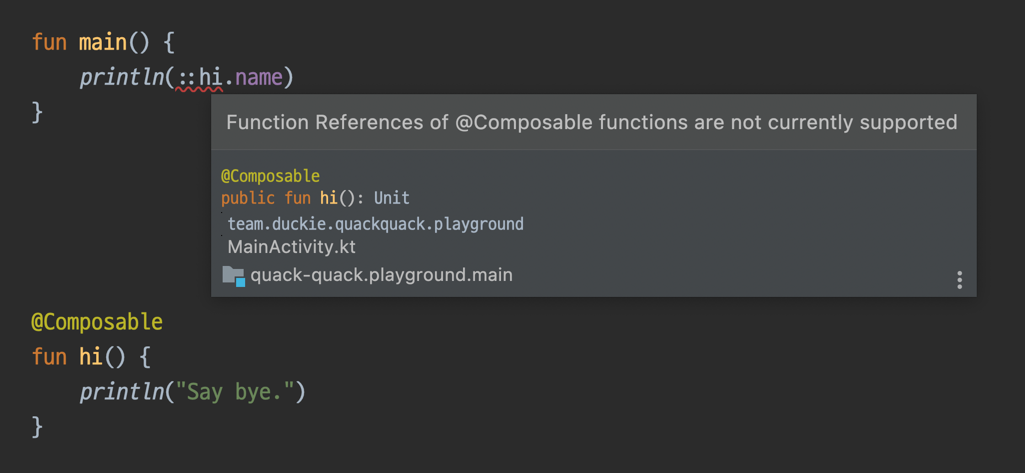 fun main() {
    println(::hi.name)
}
Function References of @Composable functions are not currently supported
@Composable
public fun hi(): Unit
team.duckie.quackquack.playground
MainActivity.kt
quack-quack.playground.main
@Composable
fun hi() {
    println("Say bye.")
}